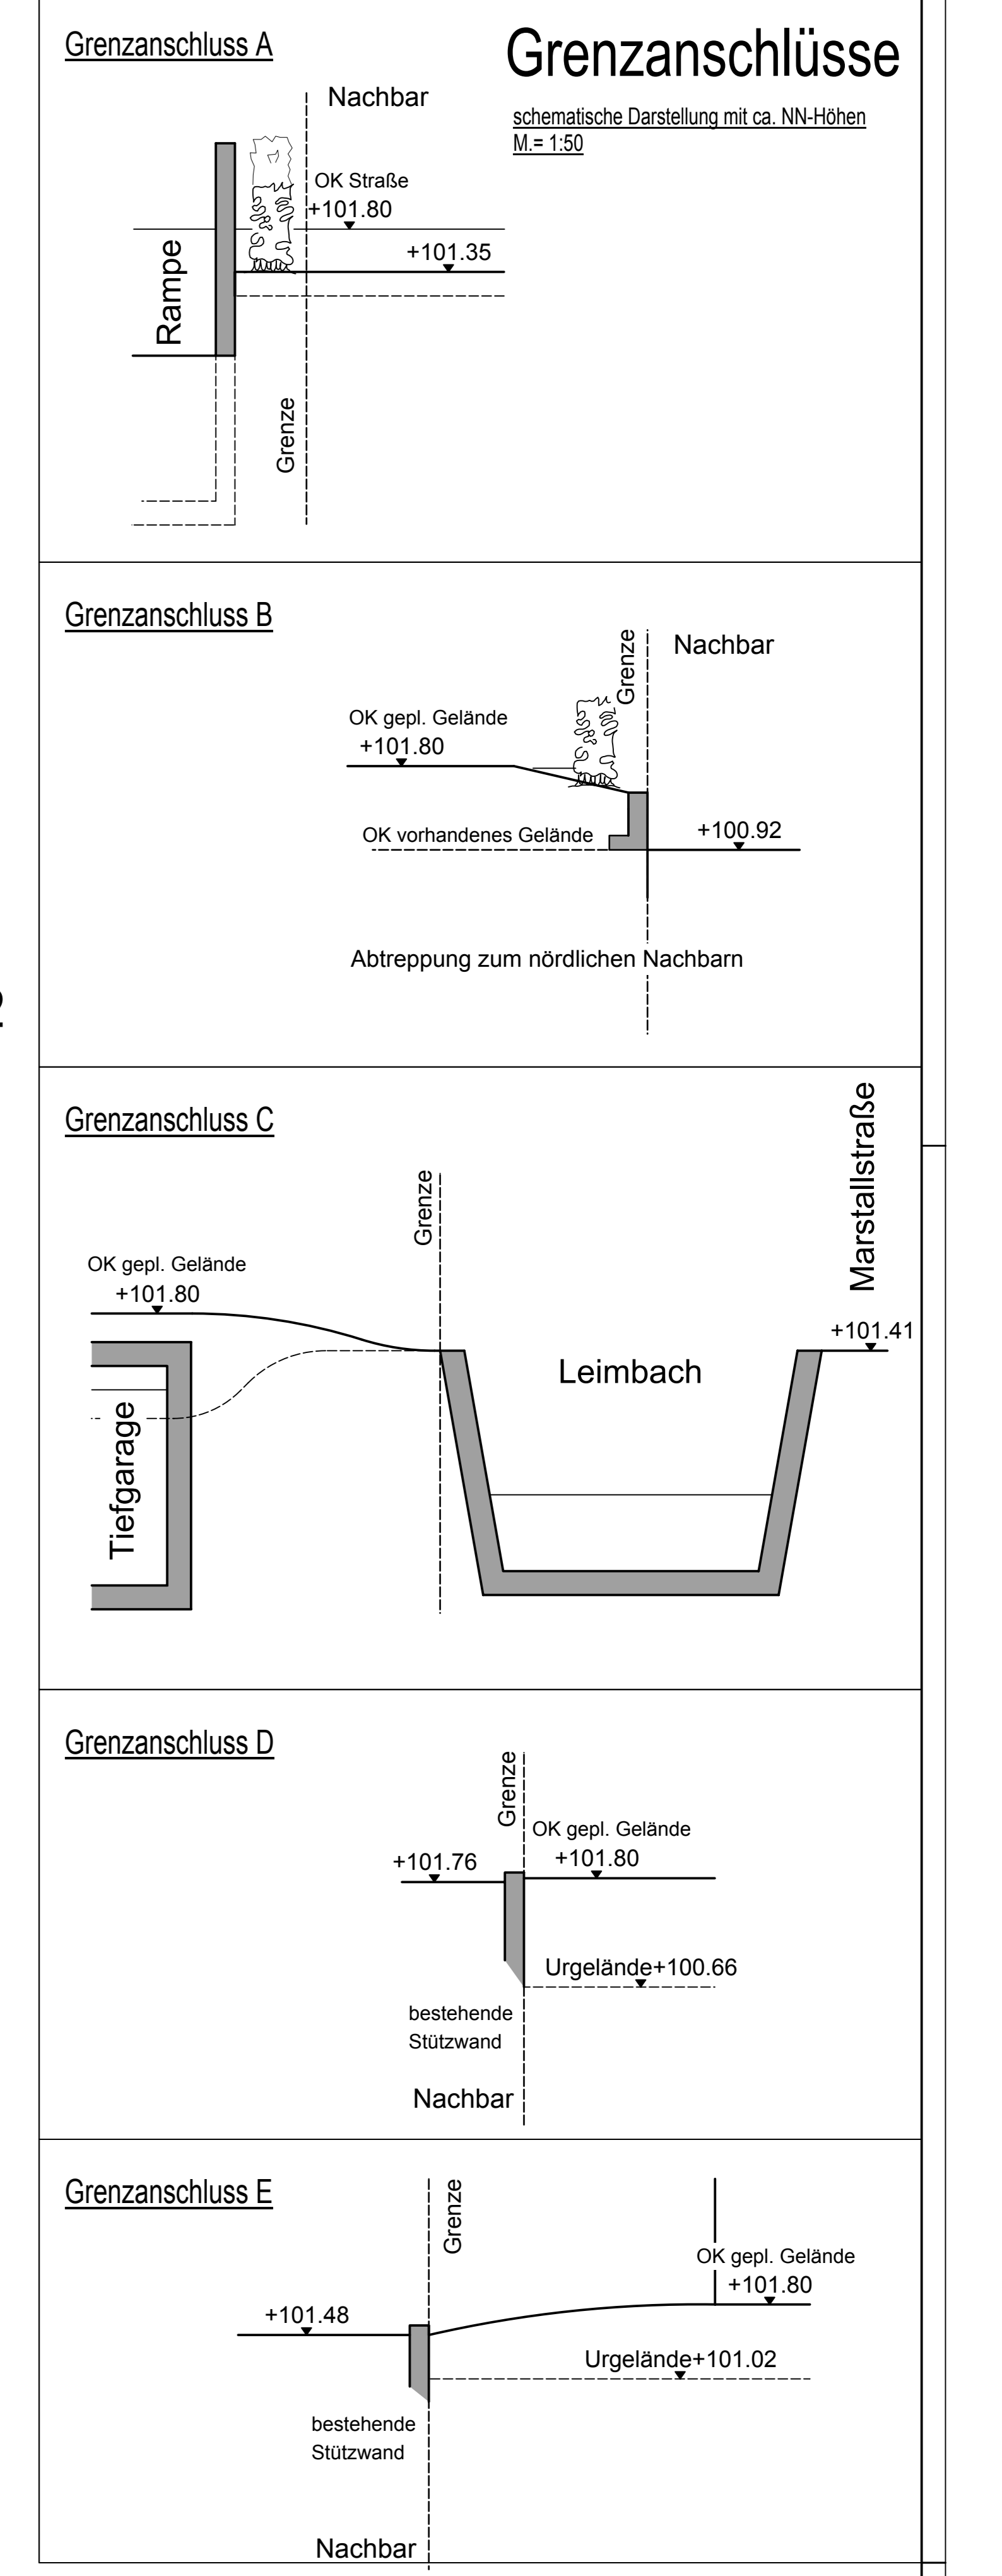 Grenzanschlüsse
schematische Darstellung mit ca. NN-Höhen
M.= 1:50
Grenzanschluss A
Nachbar
OK Straße
+101.80
+101.35
Rampe
Grenze
Grenzanschluss B
Grenze
Nachbar
OK gepl. Gelände
+101.80
OK vorhandenes Gelände
+100.92
Abtreppung zum nördlichen Nachbarn
Grenzanschluss C
Marstallstraße
Grenze
OK gepl. Gelände
+101.80
+101.41
Leimbach
Tiefgarage
Grenzanschluss D
Grenze
OK gepl. Gelände
+101.76
+101.80
Urgelände+100.66
bestehende
Stützwand
Nachbar
Grenzanschluss E
Grenze
OK gepl. Gelände
+101.80
+101.48
Urgelände+101.02
bestehende
Stützwand
Nachbar